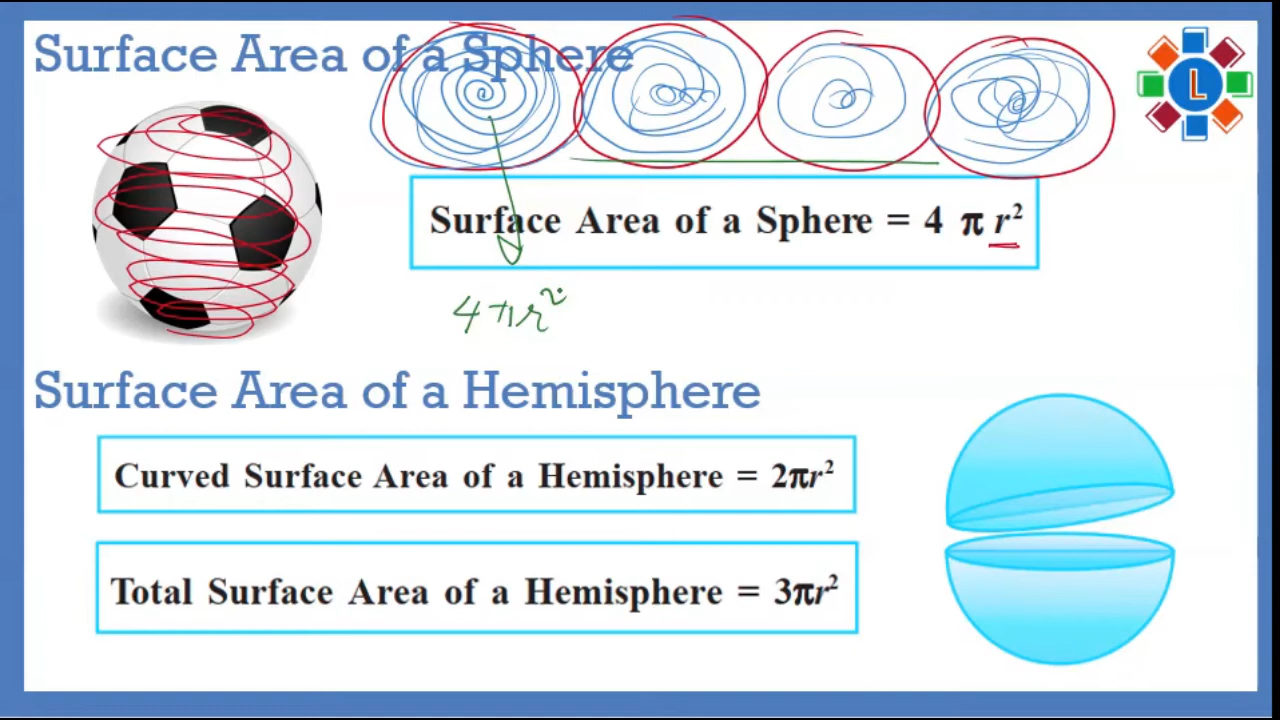 Surface Area of a Sphere
L
Surface Area of a Sphere = 4 π r²
4πr²
Surface Area of a Hemisphere
Curved Surface Area of a Hemisphere = 2πr²
Total Surface Area of a Hemisphere = 3πr²